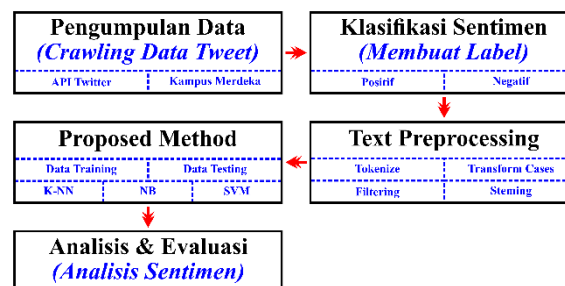 Pengumpulan Data
(Crawling Data Tweet)
API Twitter Kampus Merdeka
Klasifikasi Sentimen
(Membuat Label)
Positif Negatif
Text Preprocessing
Tokenize Transform Cases
Filtering Steming
Proposed Method
Data Training Data Testing
K-NN NB SVM
Analisis & Evaluasi
(Analisis Sentimen)